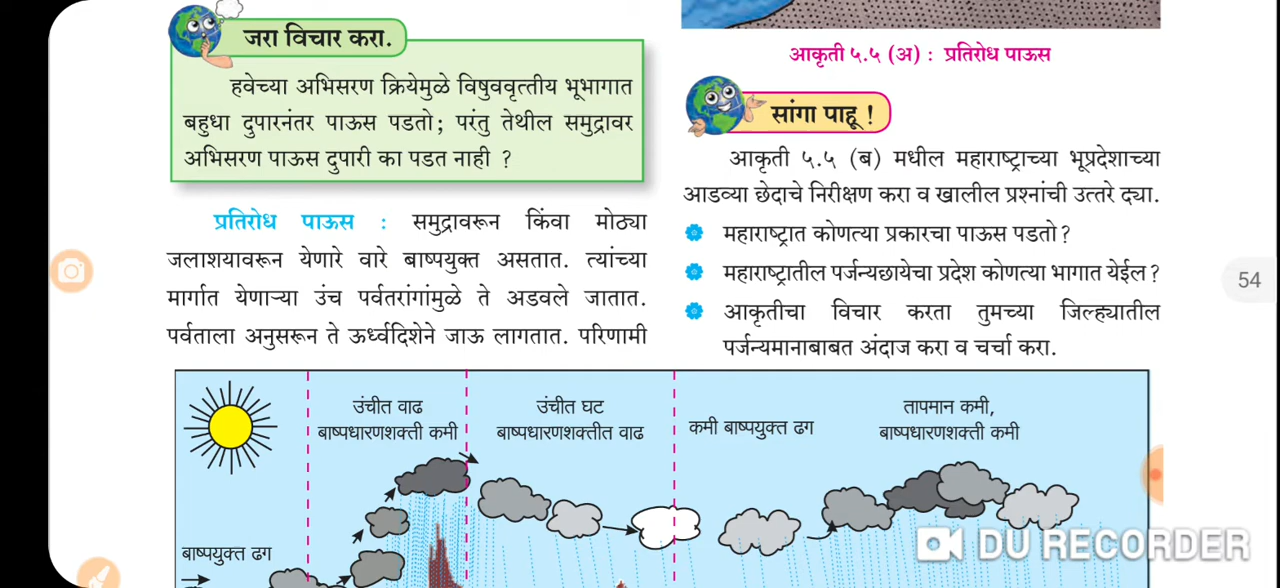 जरा विचार करा.
हवेच्या अभिसरण क्रियेमुळे विषुववृत्तीय भूभागात
बहुधा दुपारनंतर पाऊस पडतो; परंतु तेथील समुद्रावर
अभिसरण पाऊस दुपारी का पडत नाही ?
प्रतिरोध पाऊस : समुद्रावरून किंवा मोठ्या
जलाशयावरून येणारे वारे बाष्पयुक्त असतात. त्यांच्या
मार्गात येणाऱ्या उंच पर्वतरांगांमुळे ते अडवले जातात.
पर्वताला अनुसरून ते ऊर्ध्वदिशेने जाऊ लागतात. परिणामी
आकृती ५.५ (अ) : प्रतिरोध पाऊस
सांगा पाहू !
आकृती ५.५ (ब) मधील महाराष्ट्राच्या भूप्रदेशाच्या
आडव्या छेदाचे निरीक्षण करा व खालील प्रश्नांची उत्तरे द्या.
महाराष्ट्रात कोणत्या प्रकारचा पाऊस पडतो ?
महाराष्ट्रातील पर्जन्यछायेचा प्रदेश कोणत्या भागात येईल ?
आकृतीचा विचार करता तुमच्या जिल्ह्यातील
पर्जन्यमानाबाबत अंदाज करा व चर्चा करा.
54
उंचीत वाढ
बाष्पधारणशक्ती कमी
उंचीत घट
बाष्पधारणशक्तीत वाढ
कमी बाष्पयुक्त ढग
तापमान कमी,
बाष्पधारणशक्ती कमी
बाष्पयुक्त ढग
DU RECORDER